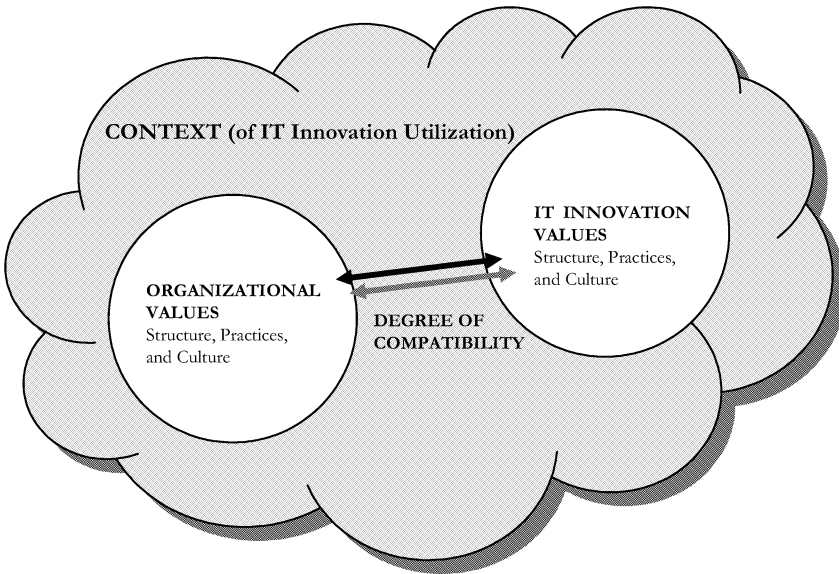 CONTEXT (of IT Innovation Utilization)
IT INNOVATION
VALUES
Structure, Practices,
and Culture
ORGANIZATIONAL
VALUES
Structure, Practices,
and Culture
DEGREE OF
COMPATIBILITY